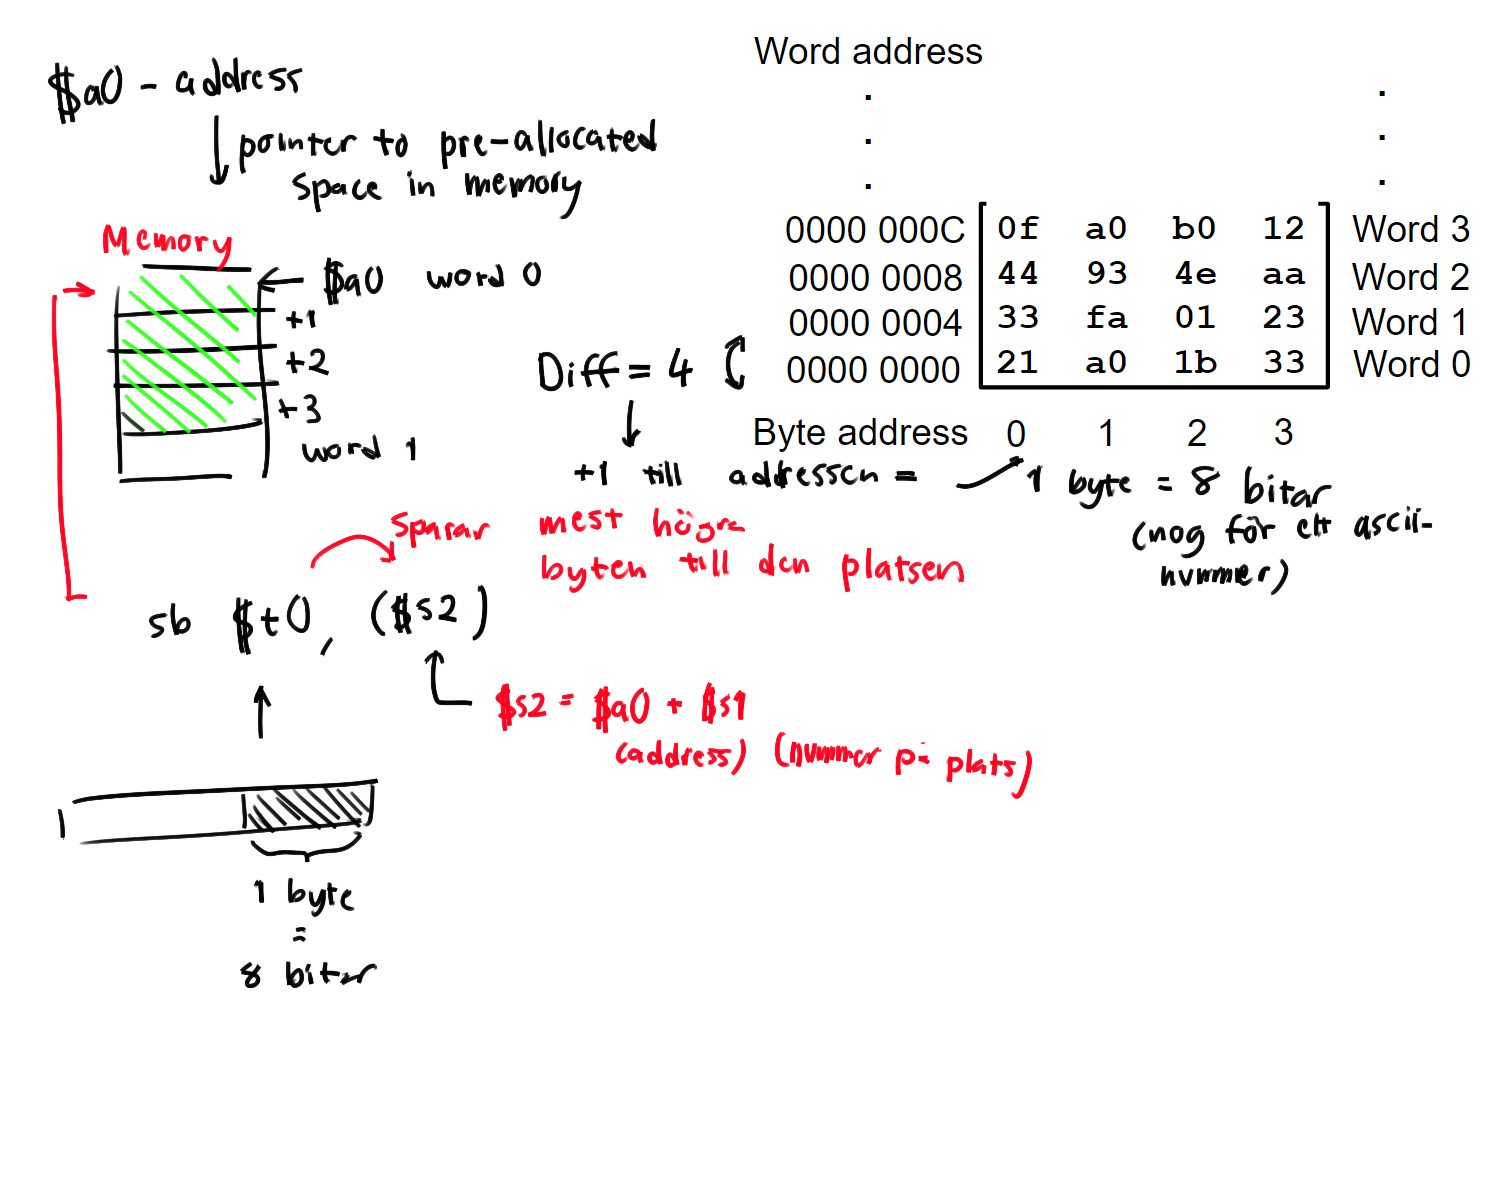 $a0 - address
pointer to pre-allocated
space in memory
Memory
$a0 word 0
+1
+2
+3
word 1
Word address
0000 000C 0f a0 b0 12 Word 3
0000 0008 44 93 4e aa Word 2
0000 0004 33 fa 01 23 Word 1
0000 0000 21 a0 1b 33 Word 0
Diff = 4
Byte address 0 1 2 3
+1 till adressen = 1 byte = 8 bitar
(nog för ett ascii-
nummer)
sparar mest högre
byten till den platsen
sb $t0, ($s2)
$s2 = $a0 + $s1
(address) (nummer på plats)
1 byte
=
8 bitar